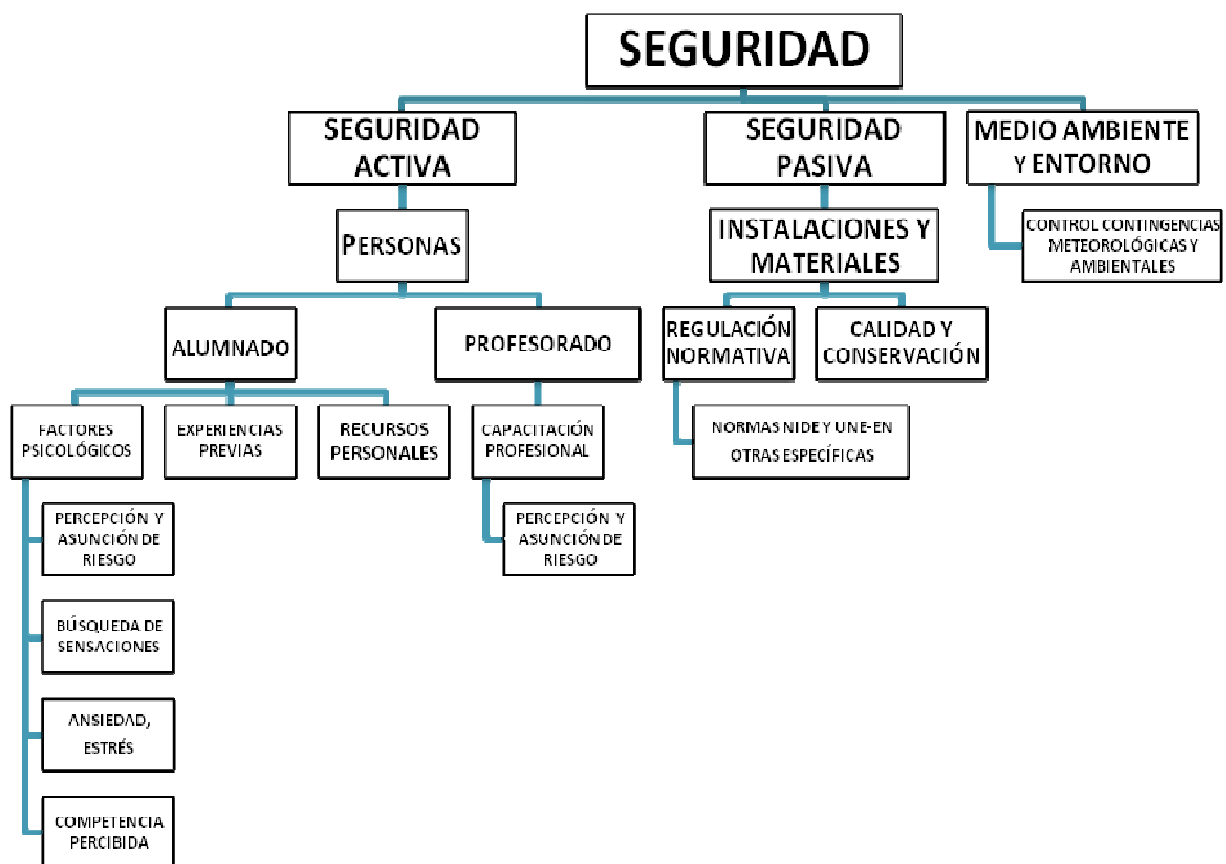 SEGURIDAD
SEGURIDAD
ACTIVA
SEGURIDAD
PASIVA
MEDIO AMBIENTE
Y ENTORNO
PERSONAS
INSTALACIONES Y
MATERIALES
CONTROL CONTINGENCIAS
METEOROLÓGICAS Y
AMBIENTALES
ALUMNADO
PROFESORADO
REGULACIÓN
NORMATIVA
CALIDAD Y
CONSERVACIÓN
FACTORES
PSICOLÓGICOS
EXPERIENCIAS
PREVIAS
RECURSOS
PERSONALES
CAPACITACIÓN
PROFESIONAL
NORMAS NIDE Y UNE-EN
OTRAS ESPECÍFICAS
PERCEPCIÓN Y
ASUNCIÓN DE
RIESGO
PERCEPCIÓN Y
ASUNCIÓN DE
RIESGO
BÚSQUEDA DE
SENSACIONES
ANSIEDAD,
ESTRÉS
COMPETENCIA
PERCIBIDA